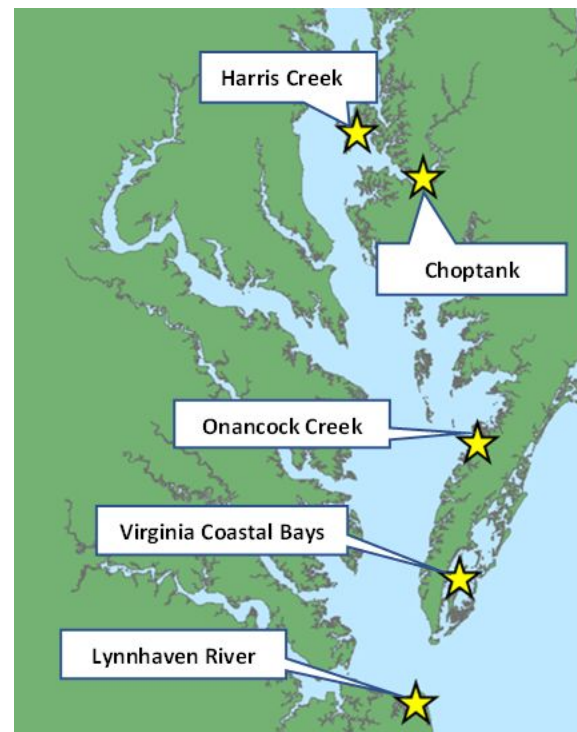 Harris Creek
Choptank
Onancock Creek
Virginia Coastal Bays
Lynnhaven River